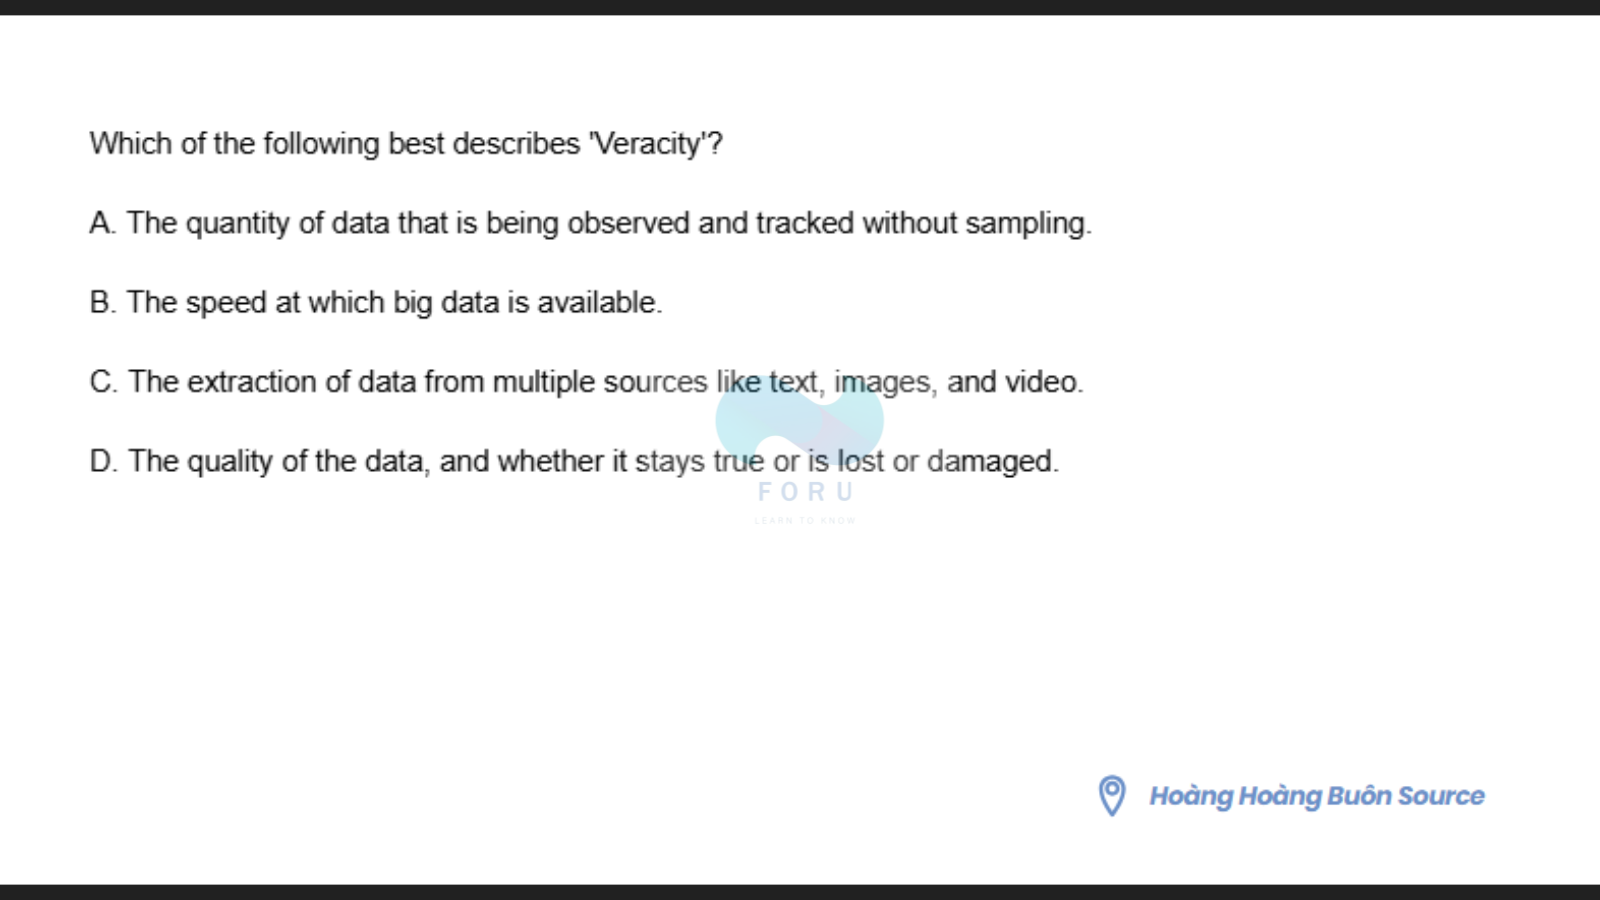 Which of the following best describes 'Veracity'?
A. The quantity of data that is being observed and tracked without sampling.
B. The speed at which big data is available.
C. The extraction of data from multiple sources like text, images, and video.
D. The quality of the data, and whether it stays true or is lost or damaged.
FORU
LEARN TO KNOW
Hoàng Hoàng Buôn Source